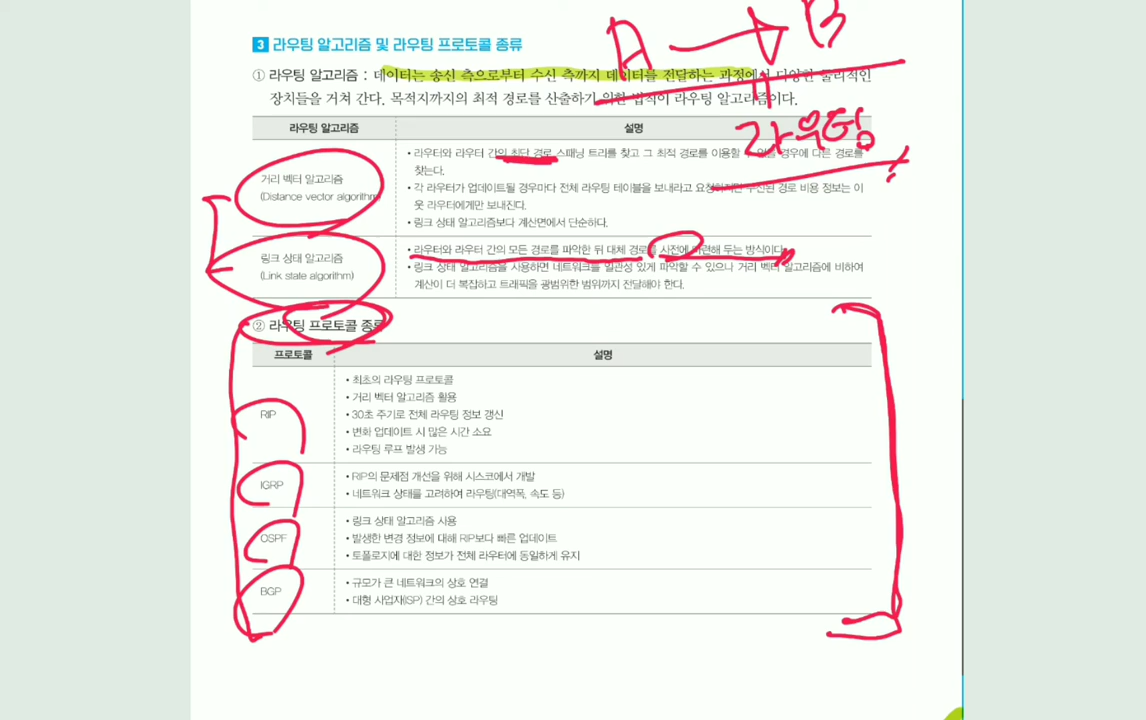 A → B
3 라우팅 알고리즘 및 라우팅 프로토콜 종류
① 라우팅 알고리즘 : 데이터는 송신 측으로부터 수신 측까지 데이터를 전달하는 과정에서 다양한 물리적인
장치들을 거쳐 간다. 목적지까지의 최적 경로를 산출하기 위한 법칙이 라우팅 알고리즘이다.
라우팅
라우팅 알고리즘 설명
거리 벡터 알고리즘
(Distance vector algorithm)
• 라우터와 라우터 간의 최단 경로 스패닝 트리를 찾고 그 최적 경로를 이용할 수 없을 경우에 다른 경로를
찾는다.
• 각 라우터가 업데이트될 경우마다 전체 라우팅 테이블을 보내라고 요청하지만 수신된 경로 비용 정보는 이
웃 라우터에게만 보내진다.
• 링크 상태 알고리즘보다 계산면에서 단순하다.
링크 상태 알고리즘
(Link state algorithm)
• 라우터와 라우터 간의 모든 경로를 파악한 뒤 대체 경로를 사전에 마련해 두는 방식이다.
• 링크 상태 알고리즘을 사용하면 네트워크를 일관성 있게 파악할 수 있으나 거리 벡터 알고리즘에 비하여
계산이 더 복잡하고 트래픽을 광범위한 범위까지 전달해야 한다.
② 라우팅 프로토콜 종류
프로토콜 설명
RIP
• 최초의 라우팅 프로토콜
• 거리 벡터 알고리즘 활용
• 30초 주기로 전체 라우팅 정보 갱신
• 변화 업데이트 시 많은 시간 소요
• 라우팅 루프 발생 가능
IGRP
• RIP의 문제점 개선을 위해 시스코에서 개발
• 네트워크 상태를 고려하여 라우팅(대역폭, 속도 등)
OSPF
• 링크 상태 알고리즘 사용
• 발생한 변경 정보에 대해 RIP보다 빠른 업데이트
• 토폴로지에 대한 정보가 전체 라우터에 동일하게 유지
BGP
• 규모가 큰 네트워크의 상호 연결
• 대형 사업자(SP) 간의 상호 라우팅